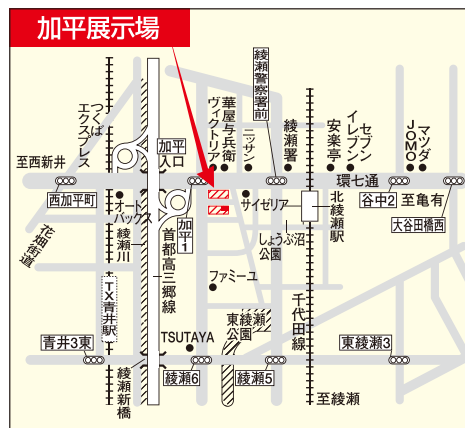 加平展示場
つくば
エクスプレス
至西新井
西加平町
花畑街道
オート
バックス
綾瀬川
加平
入口
加平1
首都高三郷線
ヴィクトリア
華屋与兵衛
ニッサン
綾瀬警察署前
綾瀬署
安楽亭
セブン
イレブン
JOMO
マツダ
環七通
サイゼリア
しょうぶ沼
公園
北綾瀬駅
谷中2
至亀有
大谷田橋西
ファミーユ
TX青井駅
千代田線
東綾瀬
公園
TSUTAYA
青井3東
綾瀬新橋
綾瀬6
綾瀬5
東綾瀬3
至綾瀬